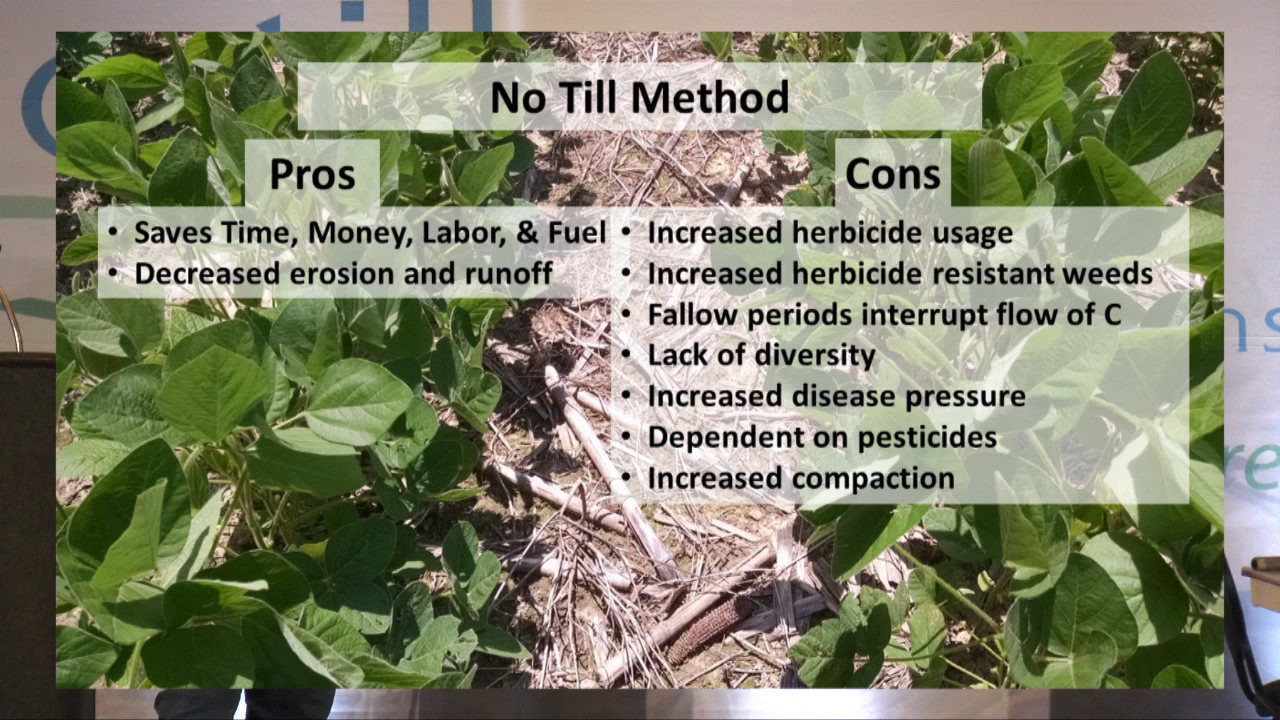 No Till Method
Pros
• Saves Time, Money, Labor, & Fuel
• Decreased erosion and runoff
Cons
• Increased herbicide usage
• Increased herbicide resistant weeds
• Fallow periods interrupt flow of C
• Lack of diversity
• Increased disease pressure
• Dependent on pesticides
• Increased compaction